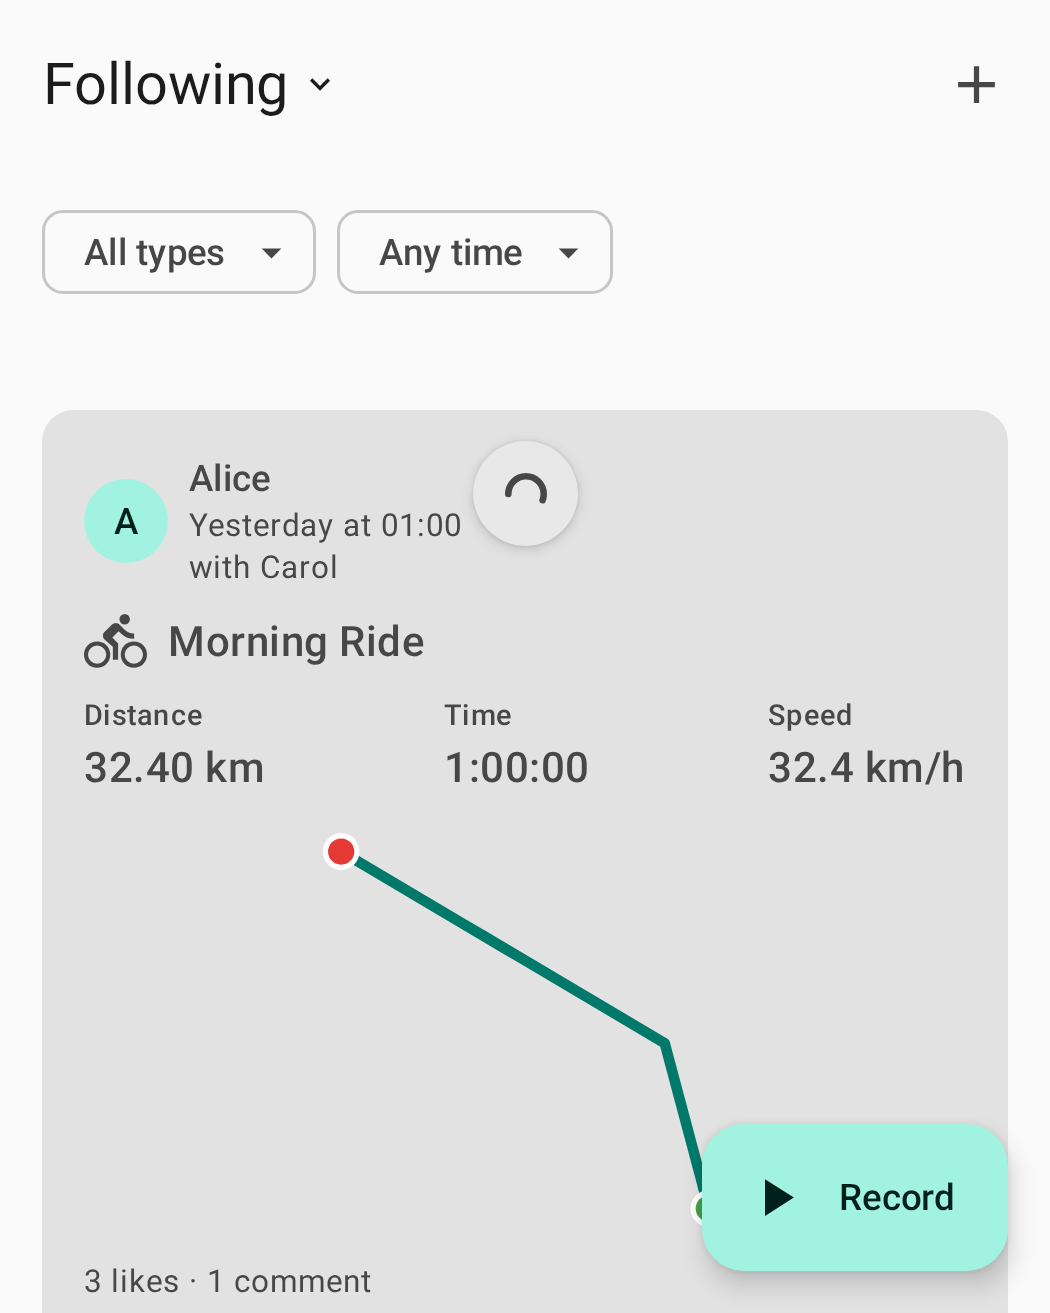 Following
All types
Any time
Alice
A
Yesterday at 01:00
with Carol
Morning Ride
Distance
Time
Speed
32.40 km
1:00:00
32.4 km/h
Record
3 likes · 1 comment